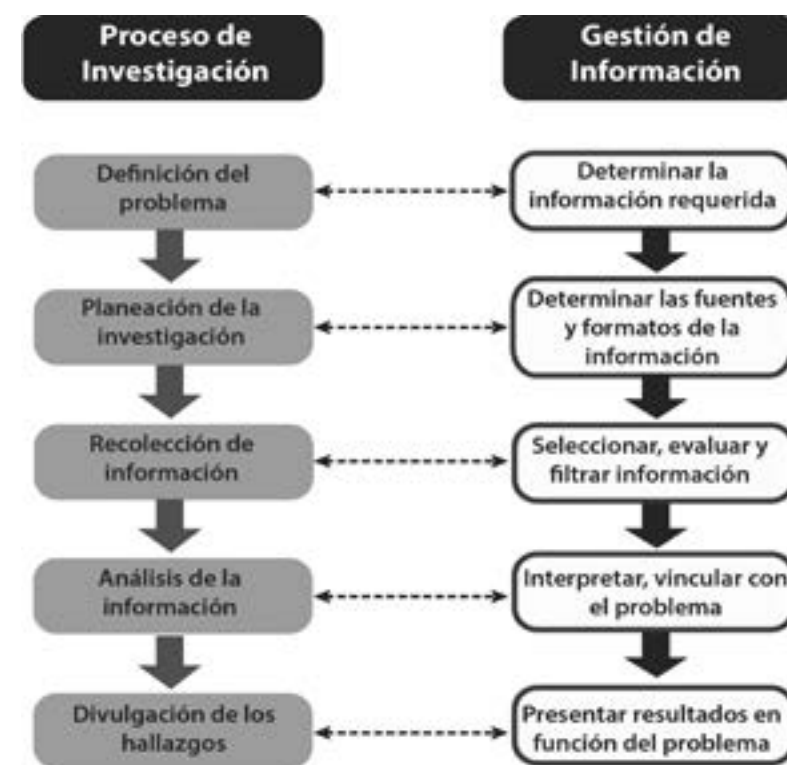 Proceso de
Investigación
Gestión de
Información
Definición del
problema
Determinar la
información requerida
Planeación de la
investigación
Determinar las fuentes
y formatos de la
información
Recolección de
información
Seleccionar, evaluar y
filtrar información
Análisis de la
información
Interpretar, vincular con
el problema
Divulgación de los
hallazgos
Presentar resultados en
función del problema